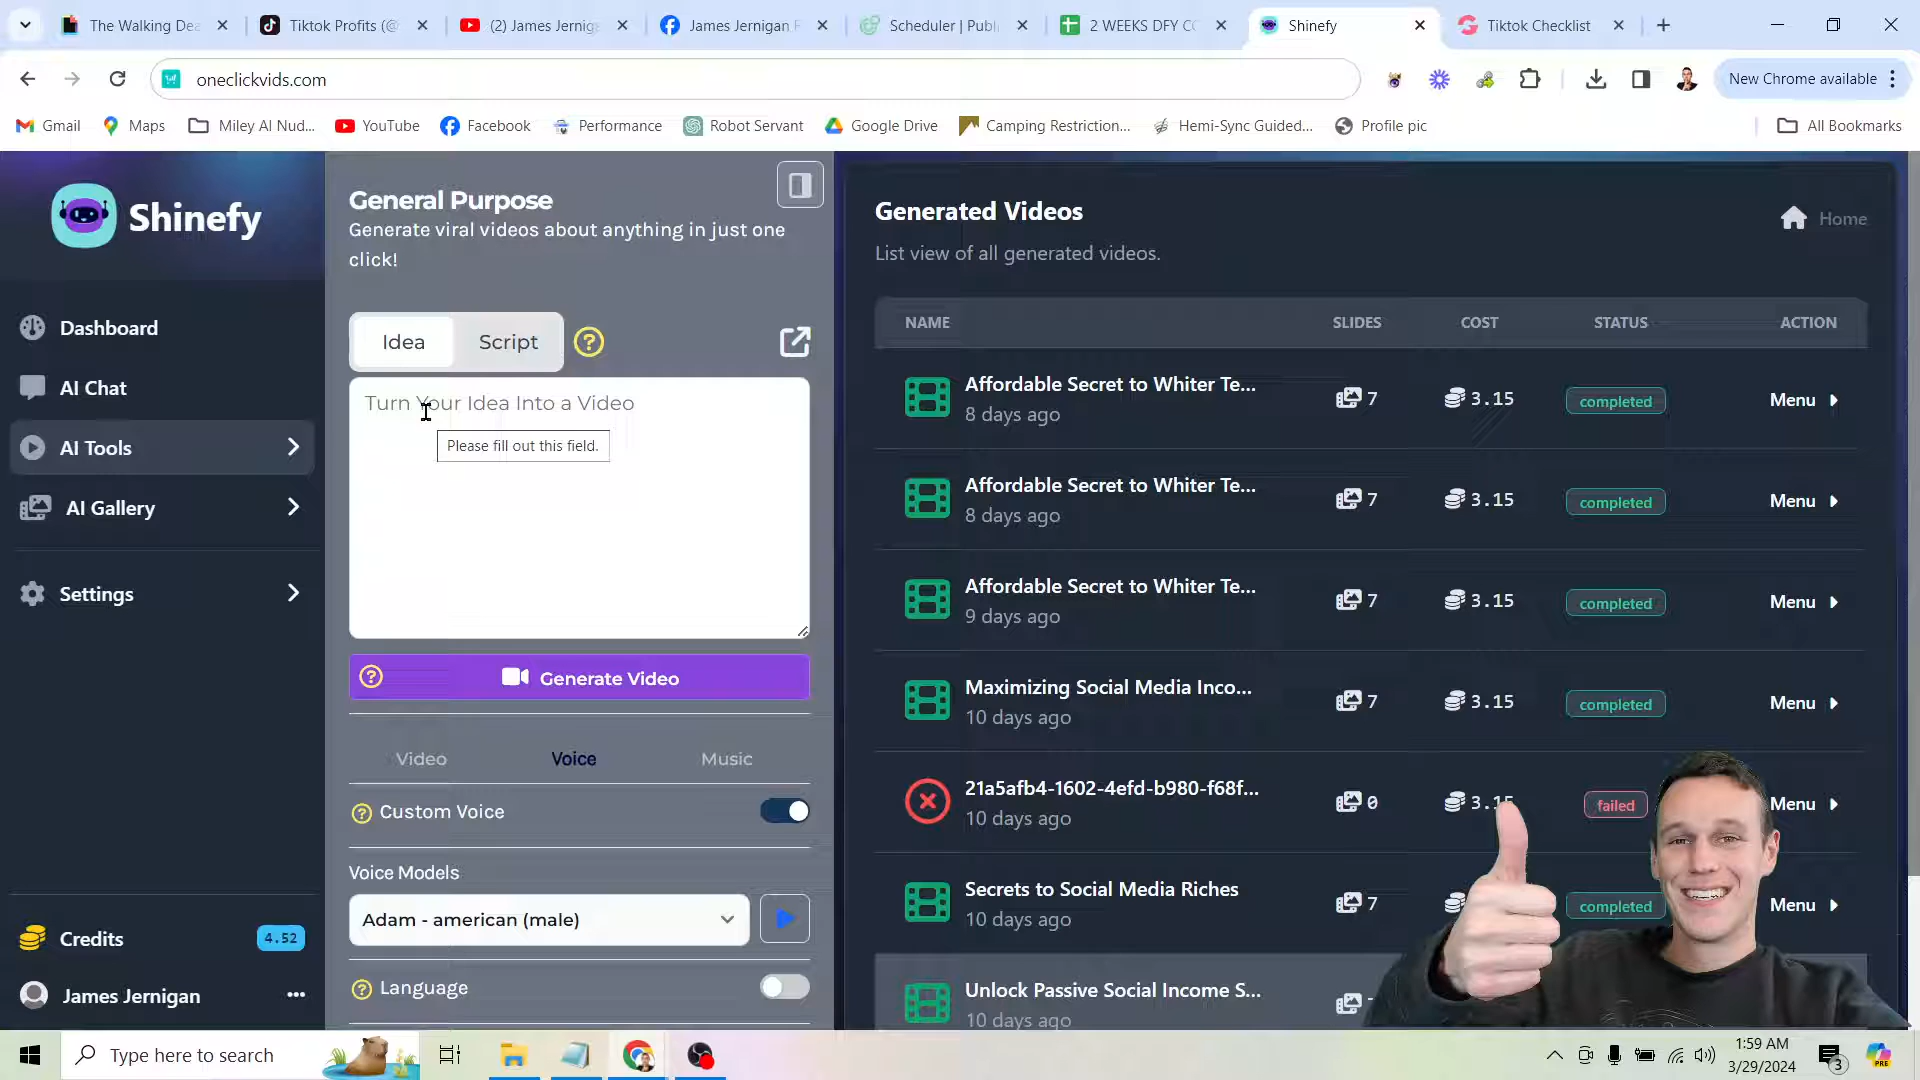 The Walking Dea
Tiktok Profits (@
(2) James Jerniga
James Jernigan F
Scheduler | Publ
2 WEEKS DFY CO
Shinefy
Tiktok Checklist
oneclickvids.com
New Chrome available
Gmail
Maps
Miley AI Nud...
YouTube
Facebook
Performance
Robot Servant
Google Drive
Camping Restriction...
Hemi-Sync Guided...
Profile pic
All Bookmarks
Shinefy
Dashboard
AI Chat
AI Tools
AI Gallery
Settings
Credits
4.52
James Jernigan
General Purpose
Generate viral videos about anything in just one
click!
Idea
Script
Turn Your Idea Into a Video
Please fill out this field.
Generate Video
Video
Voice
Music
Custom Voice
Voice Models
Adam - american (male)
Language
Generated Videos
Home
List view of all generated videos.
NAME
SLIDES
COST
STATUS
ACTION
Affordable Secret to Whiter Te...
8 days ago
7
3.15
completed
Menu
Affordable Secret to Whiter Te...
8 days ago
7
3.15
completed
Menu
Affordable Secret to Whiter Te...
9 days ago
7
3.15
completed
Menu
Maximizing Social Media Inco...
10 days ago
7
3.15
completed
Menu
21a5afb4-1602-4efd-b980-f68f...
10 days ago
0
3.15
failed
Menu
Secrets to Social Media Riches
10 days ago
7
completed
Menu
Unlock Passive Social Income S...
10 days ago
Type here to search
1:59 AM
3/29/2024
3
PRE